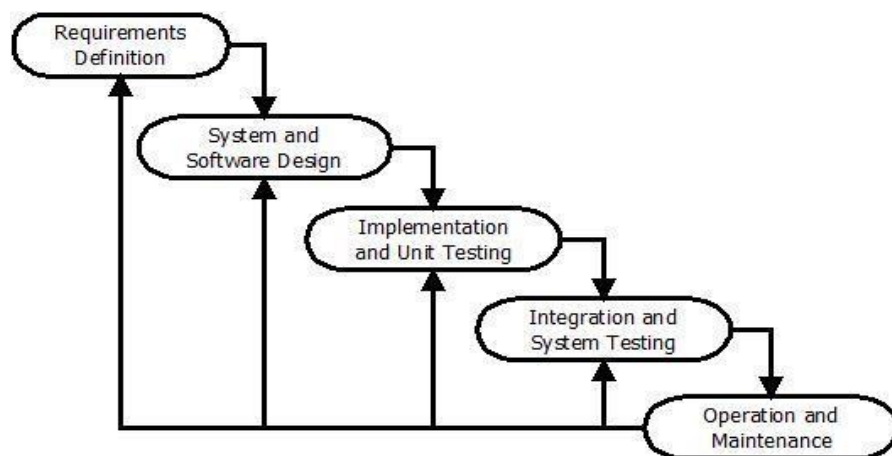 Requirements
Definition
System and
Software Design
Implementation
and Unit Testing
Integration and
System Testing
Operation and
Maintenance